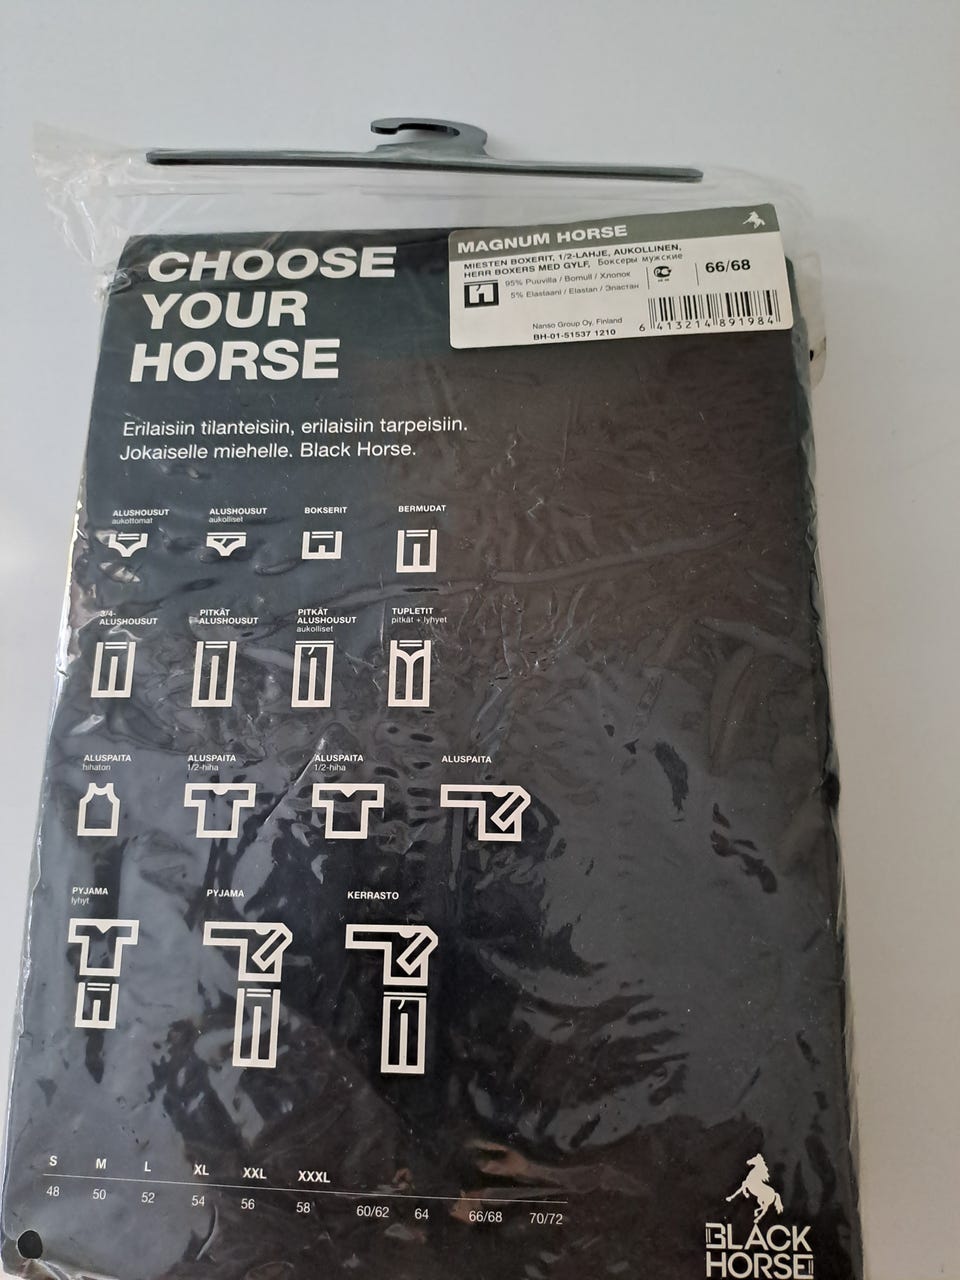 CHOOSE
YOUR
HORSE
MAGNUM HORSE
MIESTEN BOXERIT, 1/2-LAHJE, AUKOLLINEN,
HERR BOXERS MED GYLF, Боксеры мужские
95% Puuvilla / Bomull / Хлопок
5% Elastaani / Elastan / Эластан
66/68
Nanso Group Oy, Finland
BH-01-51537 1210
6 413214 891984
Erilaisiin tilanteisiin, erilaisiin tarpeisiin.
Jokaiselle miehelle. Black Horse.
ALUSHOUSUT
aukottomat
ALUSHOUSUT
aukolliset
BOKSERIT
BERMUDAT
3/4-
ALUSHOUSUT
PITKÄT
ALUSHOUSUT
PITKÄT
ALUSHOUSUT
aukolliset
TUPLETIT
pitkät + lyhyet
ALUSPAITA
hihaton
ALUSPAITA
1/2-hiha
ALUSPAITA
1/2-hiha
ALUSPAITA
PYJAMA
lyhyt
PYJAMA
KERRASTO
S M L XL XXL XXXL
48 50 52 54 56 58 60/62 64 66/68 70/72
BLACK
HORSE